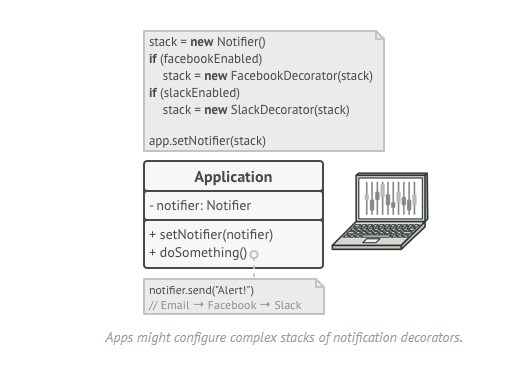 stack = new Notifier()
if (facebookEnabled)
stack = new FacebookDecorator(stack)
if (slackEnabled)
stack = new SlackDecorator(stack)
app.setNotifier(stack)
Application
- notifier: Notifier
+ setNotifier(notifier)
+ doSomething()
notifier.send("Alert!")
// Email → Facebook → Slack
Apps might configure complex stacks of notification decorators.